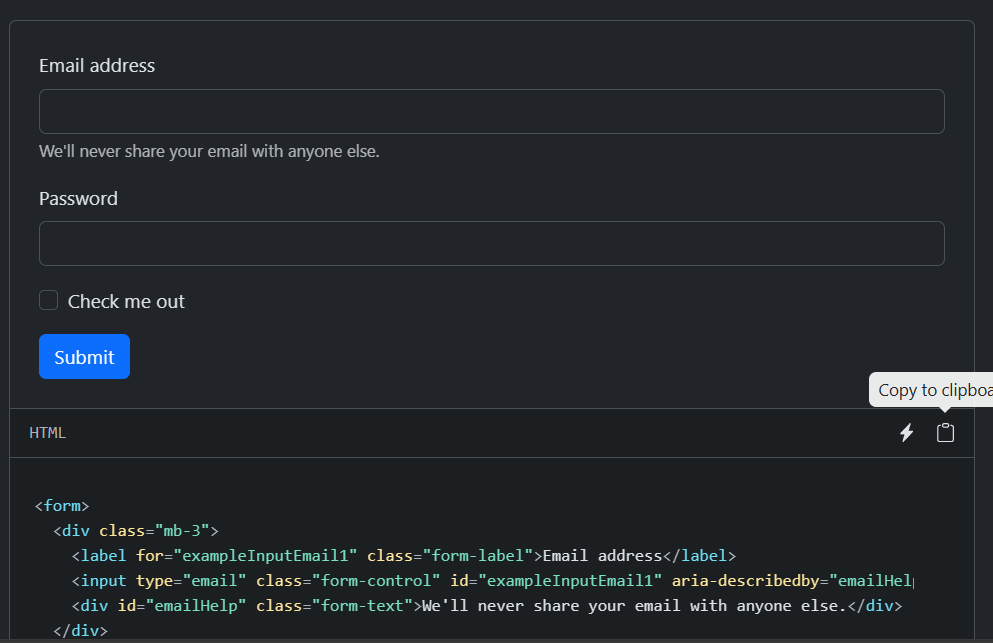 Email address
We'll never share your email with anyone else.
Password
Check me out
Submit
Copy to
HTML
<form>
<div class="mb-3">
<label for="exampleInputEmail1" class="form-label">Email address</label>
<input type="email" class="form-control" id="exampleInputEmail1" aria-describedby="emailHel
<div id="emailHelp" class="form-text">We'll never share your email with anyone else.</div>
</div>